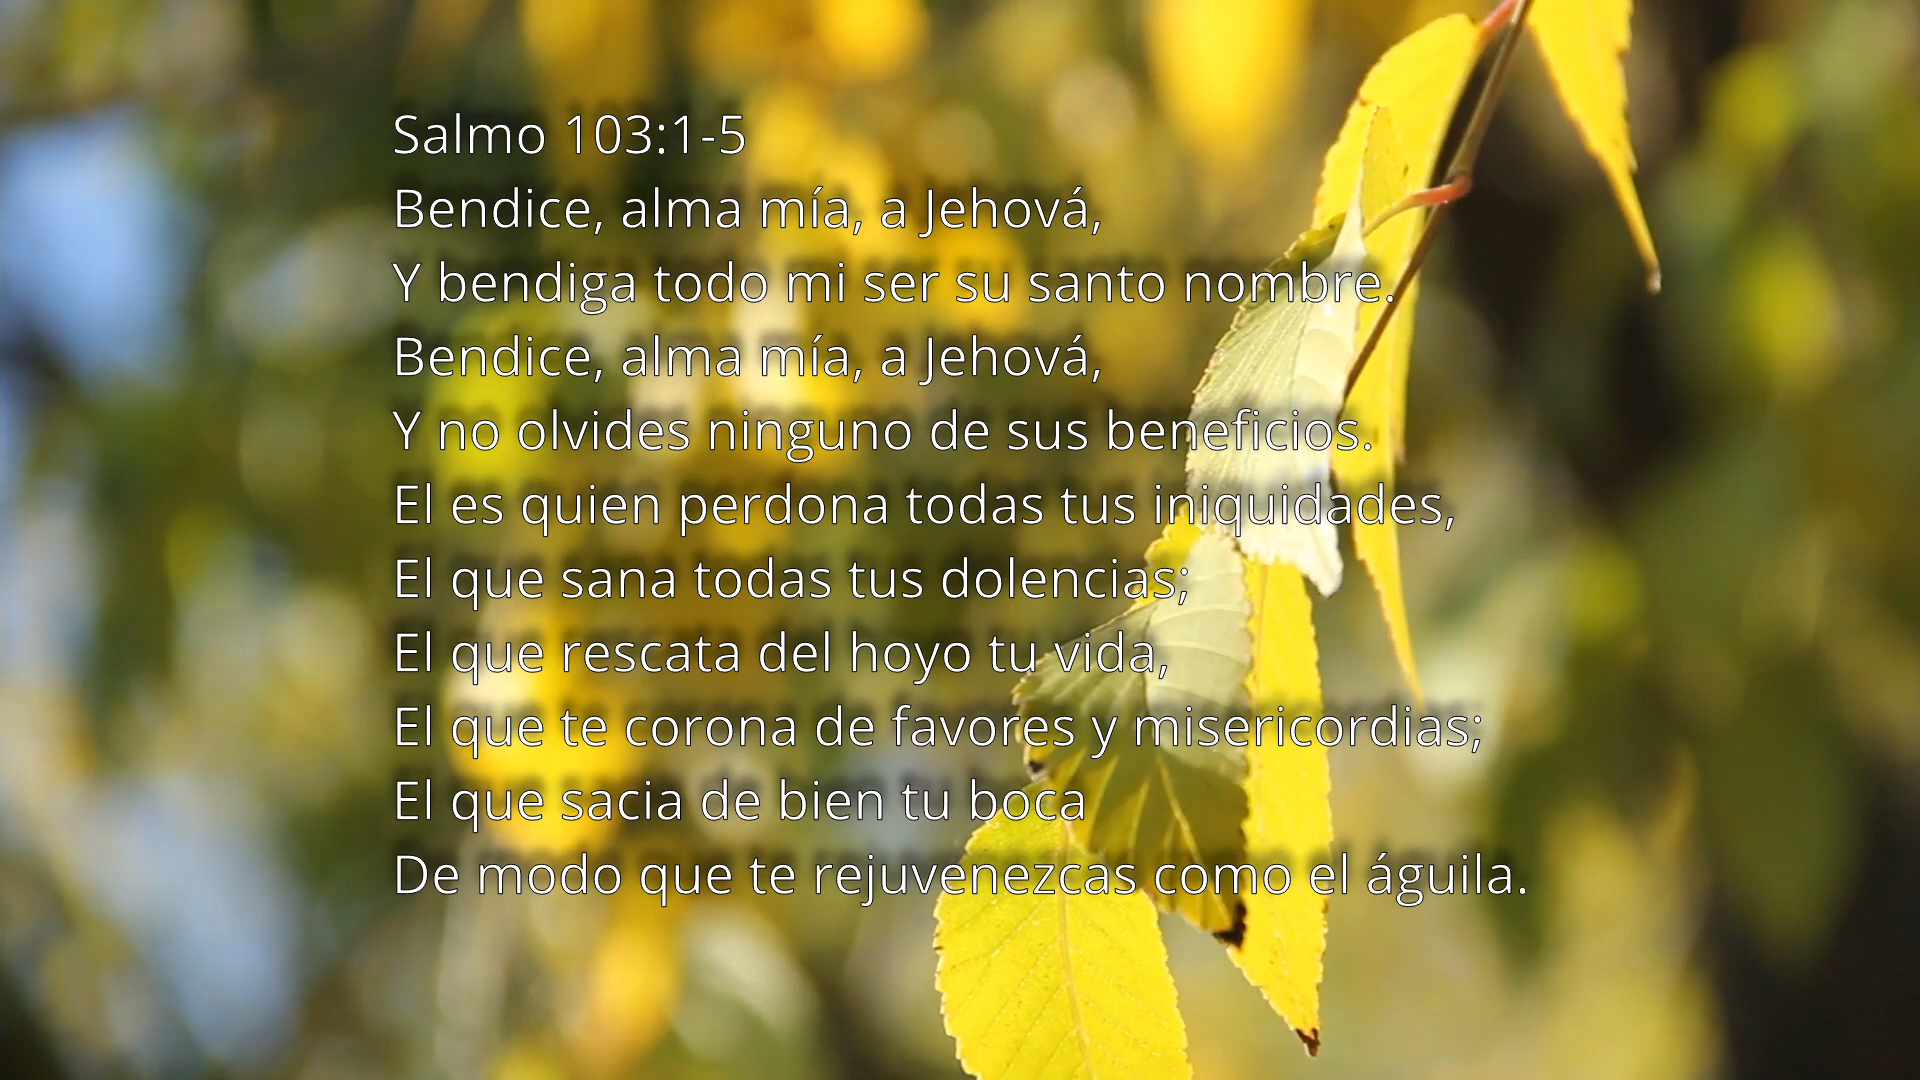 Salmo 103:1-5
Bendice, alma mía, a Jehová,
Y bendiga todo mi ser su santo nombre.
Bendice, alma mía, a Jehová,
Y no olvides ninguno de sus beneficios.
El es quien perdona todas tus iniquidades,
El que sana todas tus dolencias;
El que rescata del hoyo tu vida,
El que te corona de favores y misericordias;
El que sacia de bien tu boca
De modo que te rejuvenezcas como el águila.